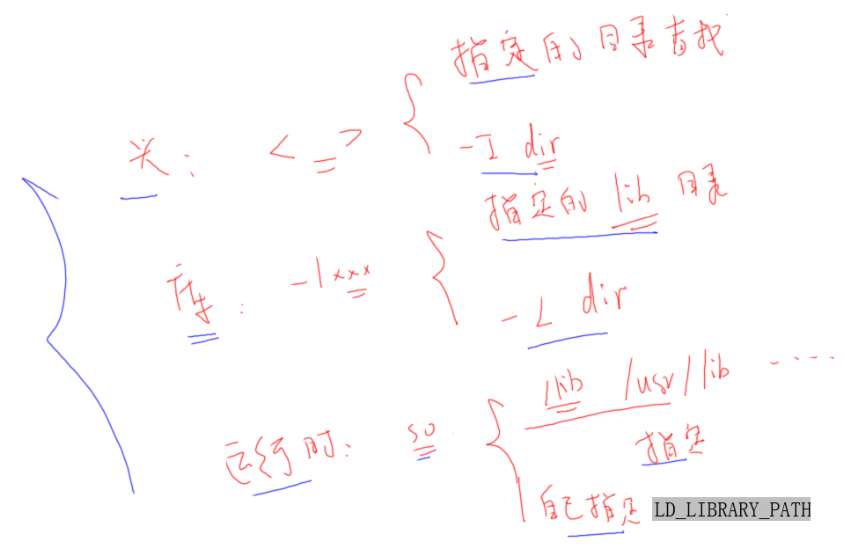 指定的目录查找
头: < >
-I dir
指定的 lib 目录
库: -lxxx
-L dir
/lib /usr/lib ....
指定
运行时: so
自己指定 LD_LIBRARY_PATH